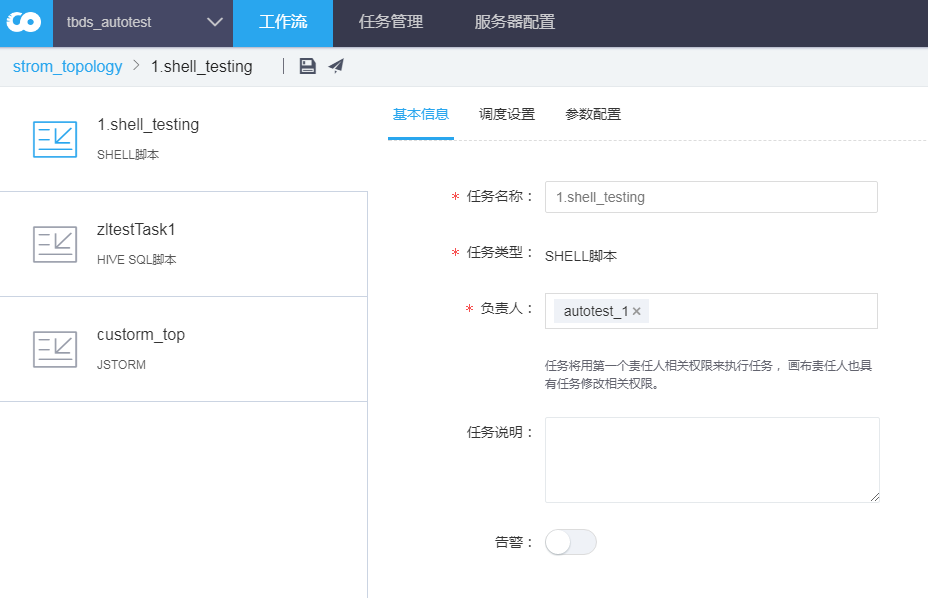 tbds_autotest
工作流
任务管理
服务器配置
strom_topology > 1.shell_testing
1.shell_testing
SHELL脚本
zltestTask1
HIVE SQL脚本
custorm_top
JSTORM
基本信息
调度设置
参数配置
* 任务名称： 1.shell_testing
* 任务类型： SHELL脚本
* 负责人： autotest_1 ×
任务将用第一个责任人相关权限来执行任务， 画布责任人也具
有任务修改相关权限。
任务说明：
告警：